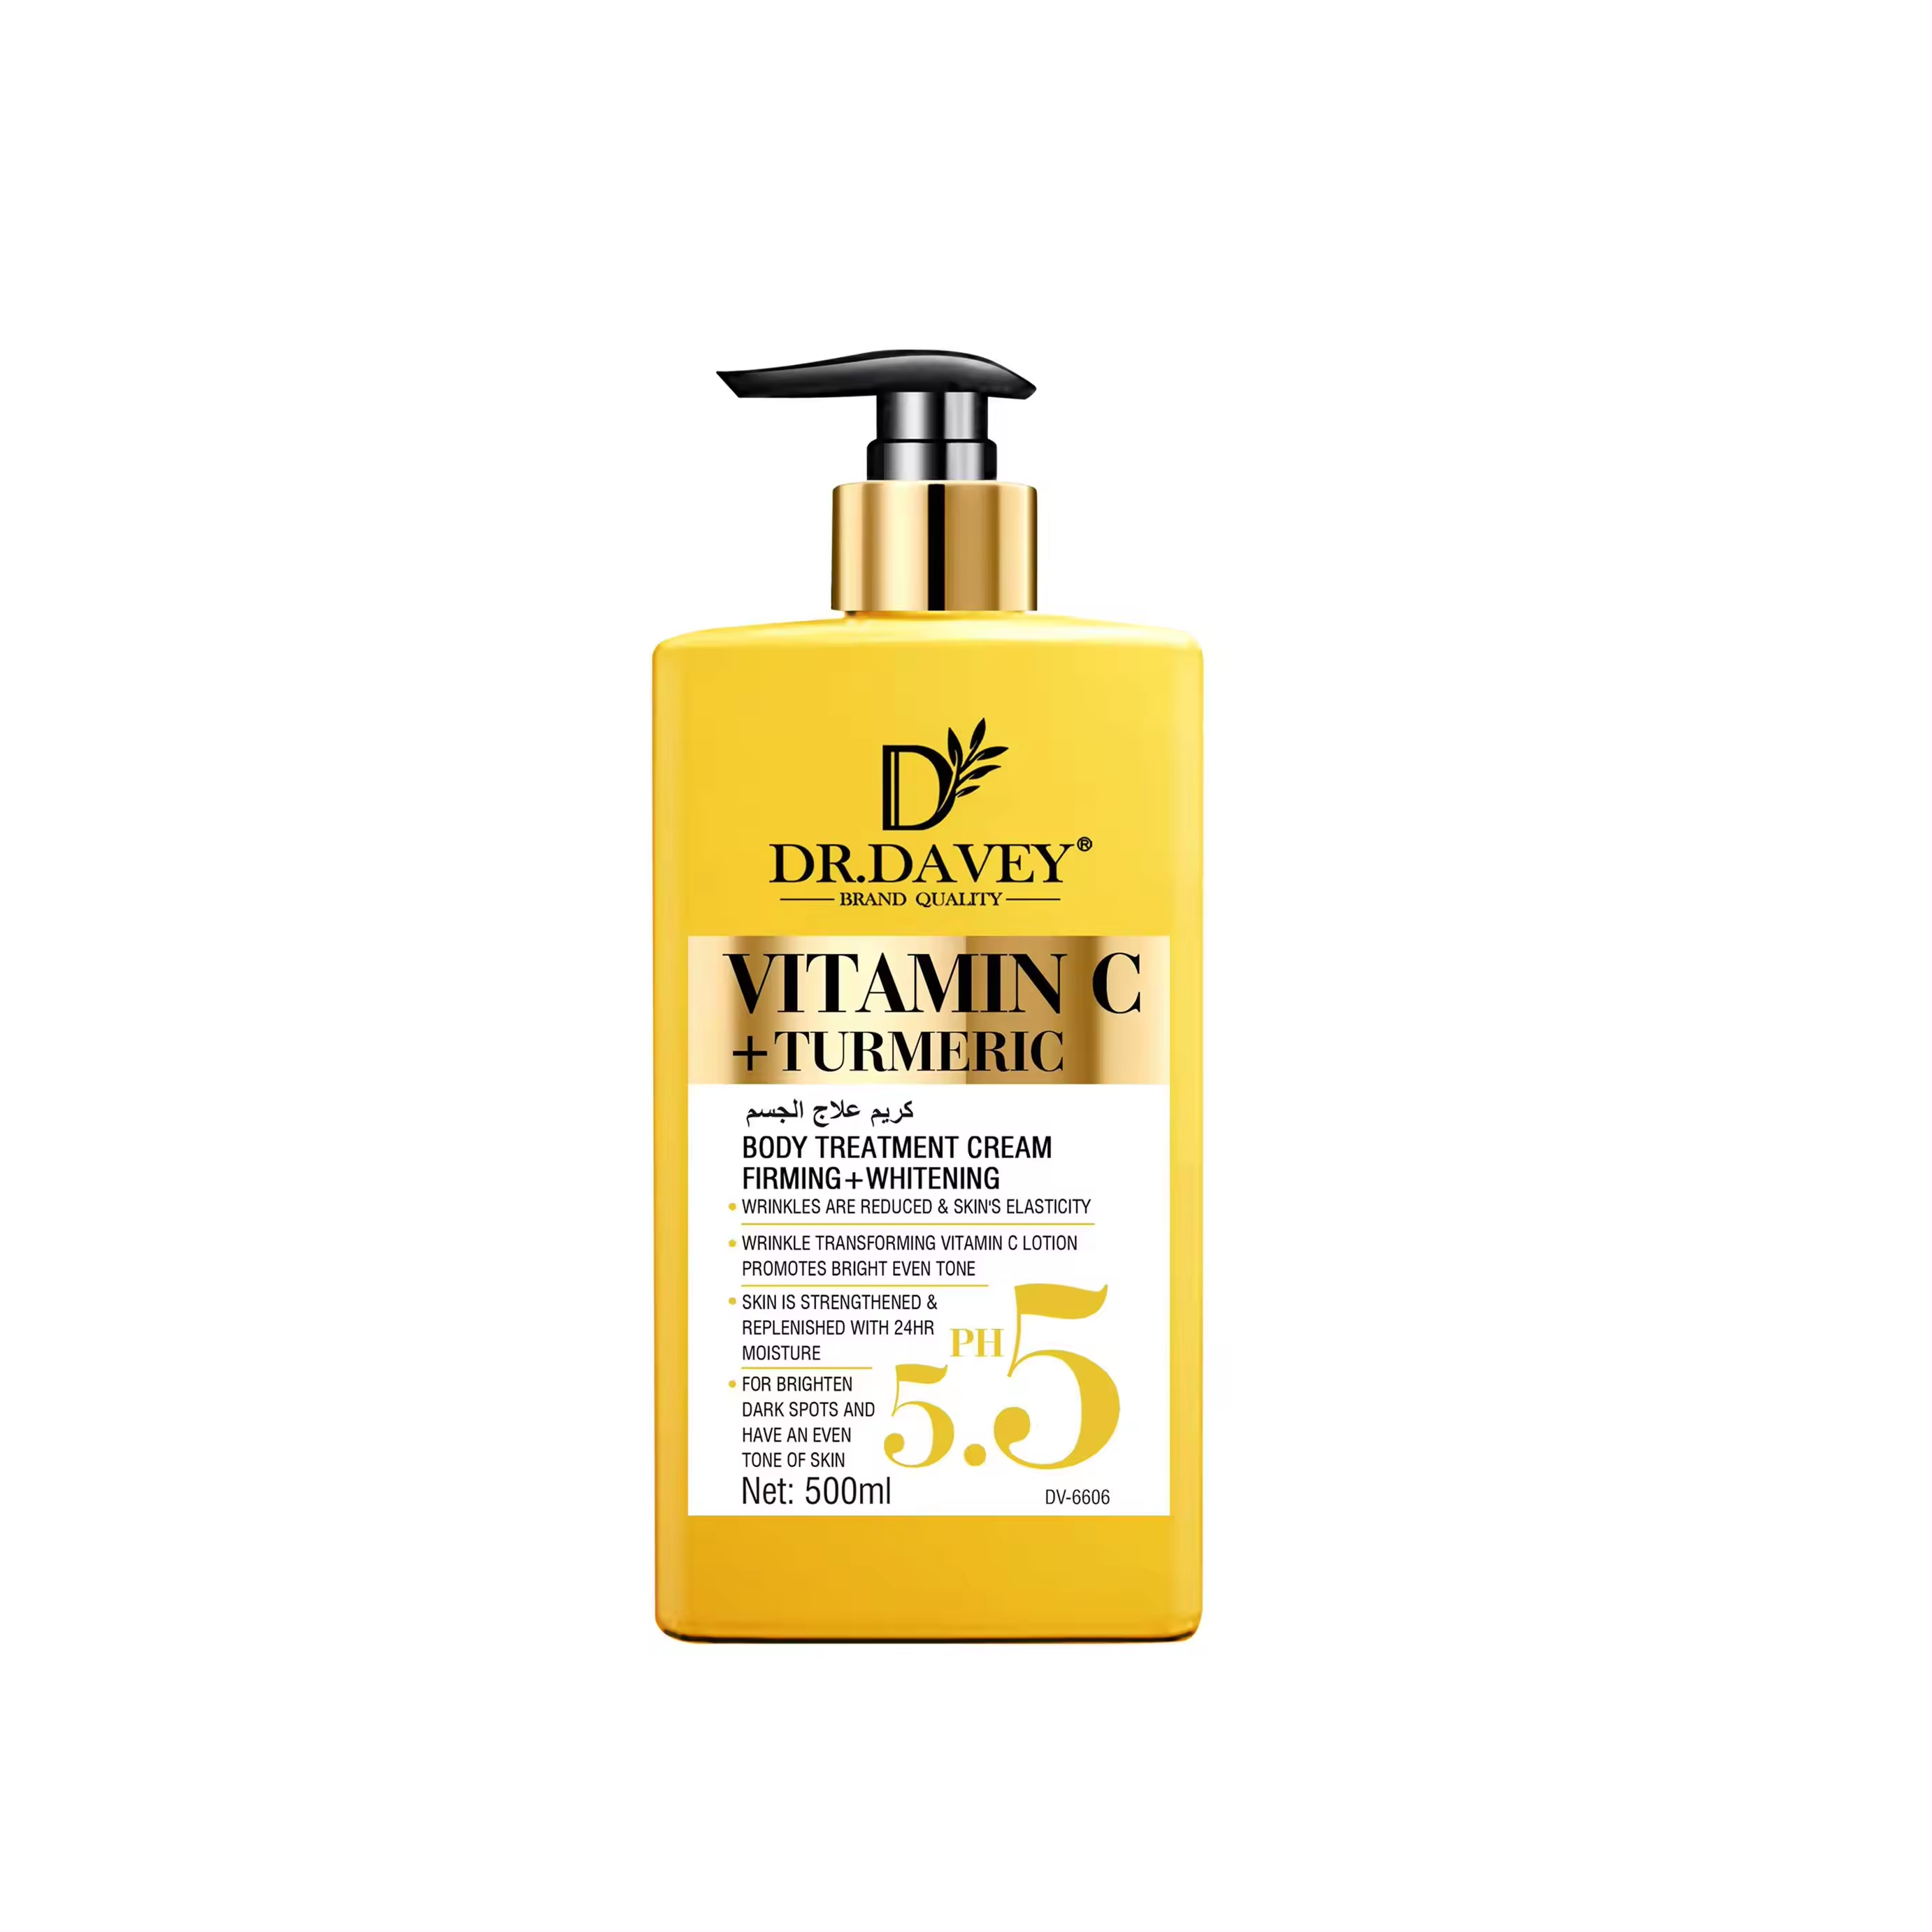 D
DR.DAVEY®
BRAND QUALITY
VITAMIN C
+TURMERIC
كريم علاج الجسم
BODY TREATMENT CREAM
FIRMING+WHITENING
• WRINKLES ARE REDUCED & SKIN'S ELASTICITY
• WRINKLE TRANSFORMING VITAMIN C LOTION
PROMOTES BRIGHT EVEN TONE
• SKIN IS STRENGTHENED &
REPLENISHED WITH 24HR
MOISTURE
• FOR BRIGHTEN
DARK SPOTS AND
HAVE AN EVEN
TONE OF SKIN
PH
5.5
Net: 500ml
DV-6606